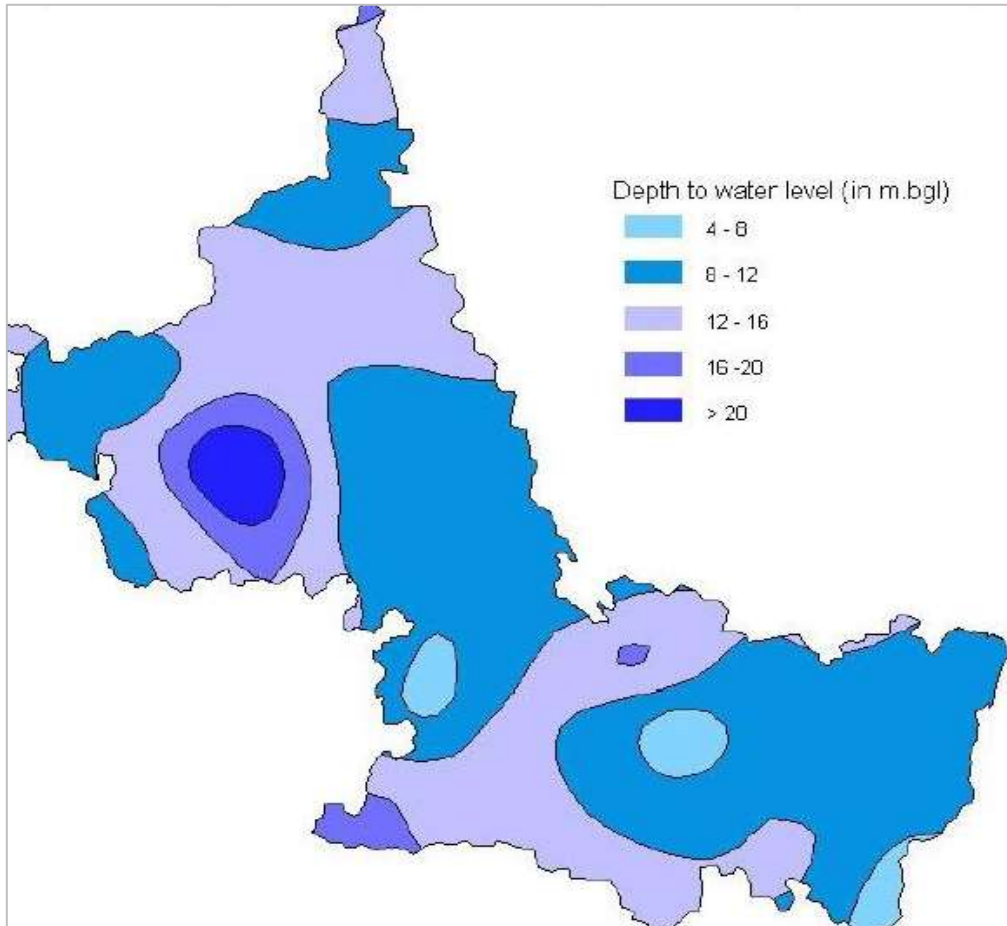 Depth to water level (in m.bgl)
4 - 8
8 - 12
12 - 16
16 -20
> 20